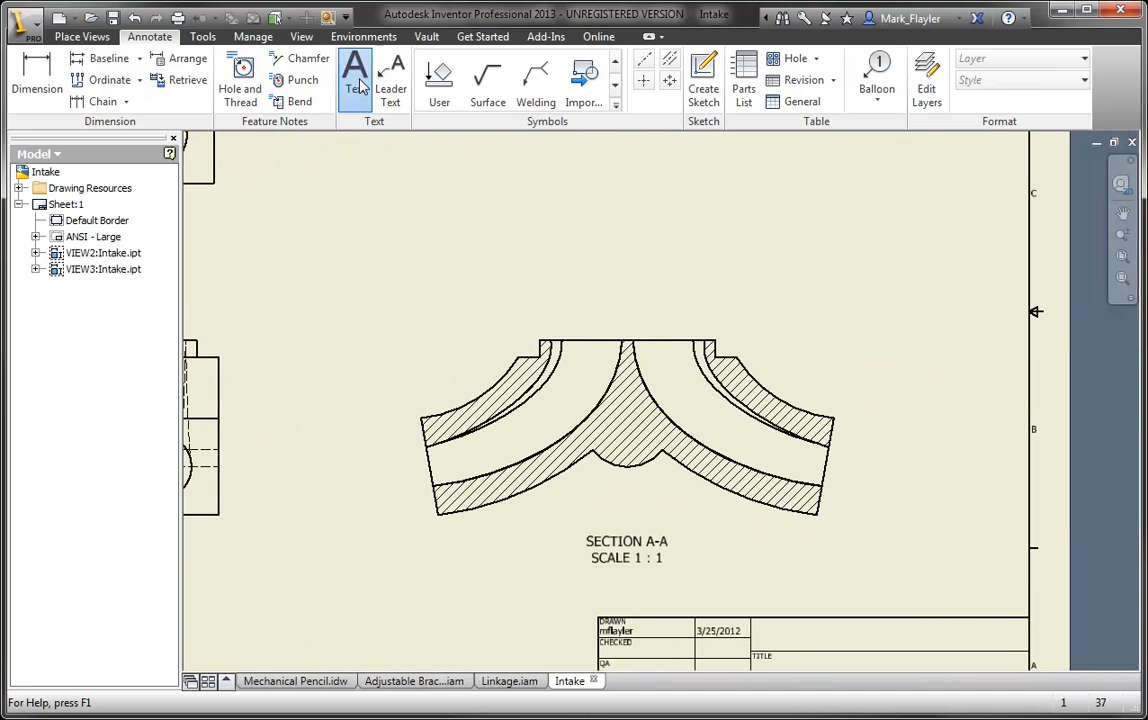 Autodesk Inventor Professional 2013 - UNREGISTERED VERSION Intake
Mark_Flayler
PRO
Place Views Annotate Tools Manage View Environments Vault Get Started Add-Ins Online
Dimension
Baseline
Ordinate
Chain
Arrange
Retrieve
Dimension
Hole and Thread
Chamfer
Punch
Bend
Feature Notes
Text
Leader Text
Text
User
Surface
Welding
Impor...
Symbols
Create Sketch
Sketch
Parts List
Hole
Revision
General
Table
Balloon
Edit Layers
Layer
Style
Format
Model
Intake
Drawing Resources
Sheet:1
Default Border
ANSI - Large
VIEW2:Intake.ipt
VIEW3:Intake.ipt
2D
C
B
A
SECTION A-A
SCALE 1 : 1
DRAWN
mflayler
3/25/2012
CHECKED
QA
TITLE
Mechanical Pencil.idw
Adjustable Brac...iam
Linkage.iam
Intake
For Help, press F1
1
37